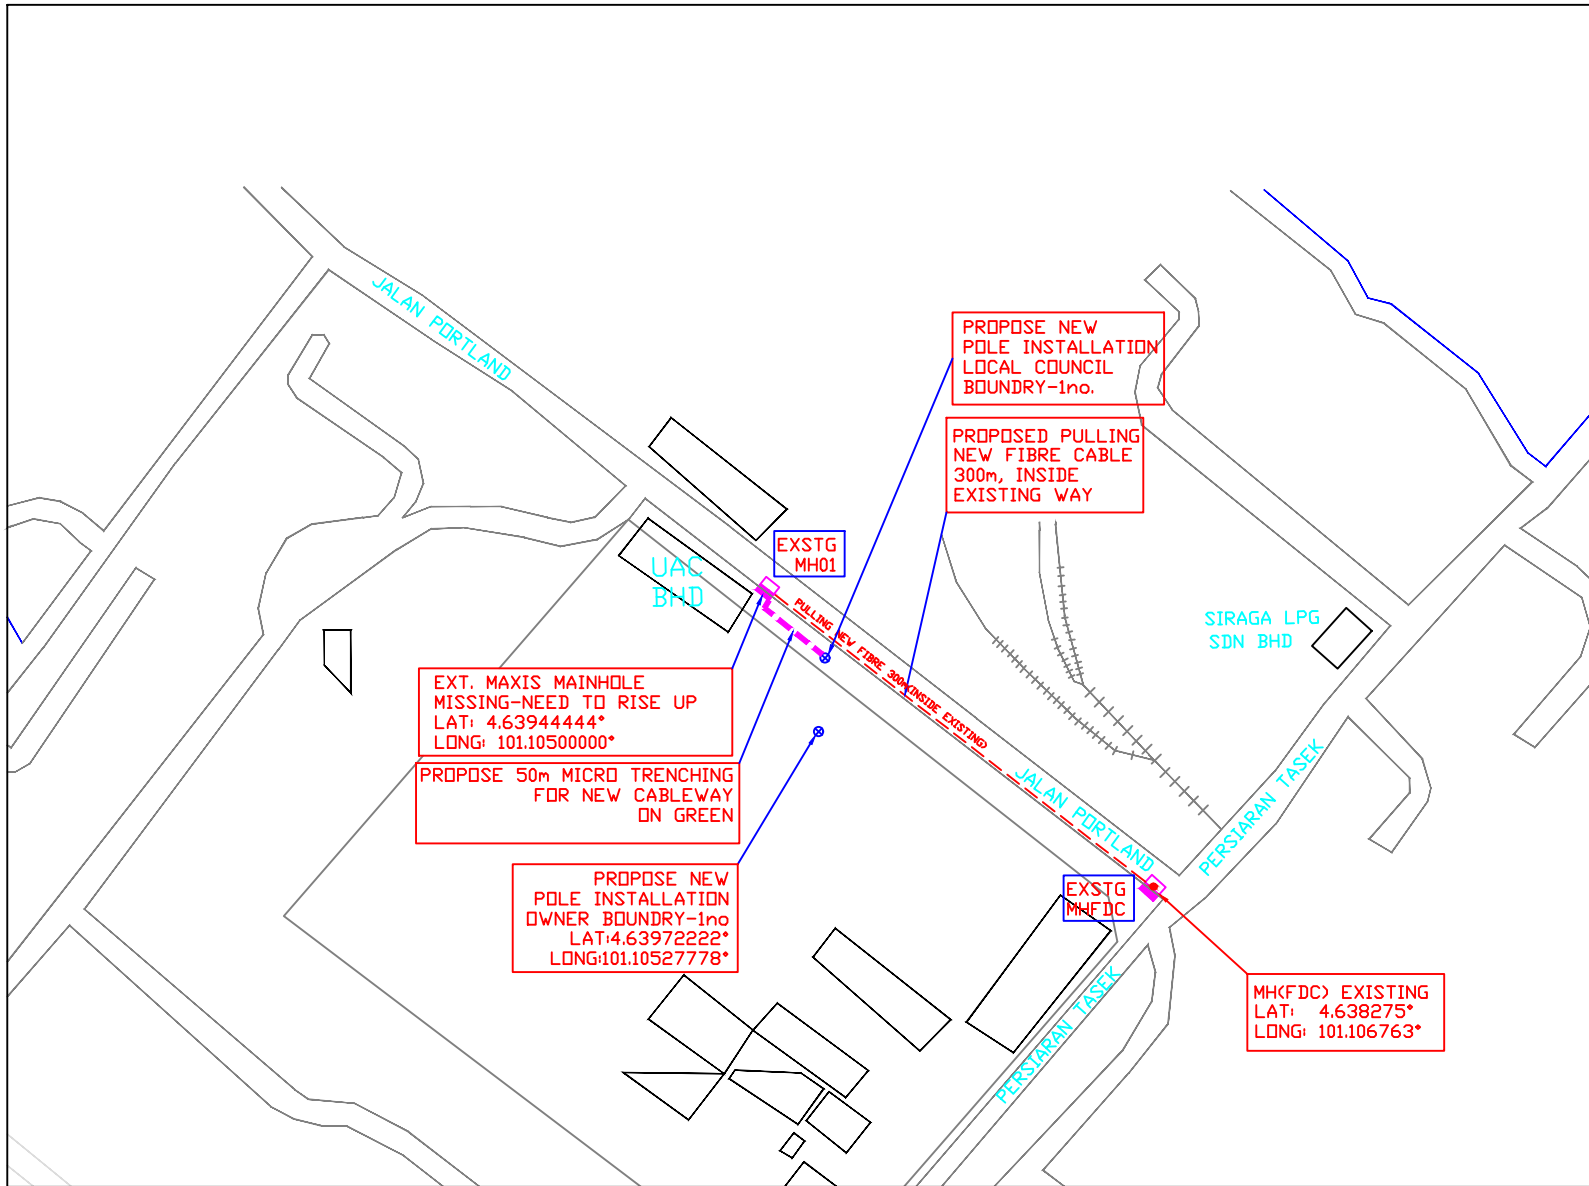 JALAN PORTLAND
PROPOSE NEW
POLE INSTALLATION
LOCAL COUNCIL
BOUNDRY-1no.
PROPOSED PULLING
NEW FIBRE CABLE
300m, INSIDE
EXISTING WAY
EXSTG
MH01
UAC
BHD
PULLING NEW FIBRE 300m(INSIDE EXISTING)
SIRAGA LPG
SDN BHD
EXT. MAXIS MAINHOLE
MISSING-NEED TO RISE UP
LAT: 4.63944444°
LONG: 101.10500000°
PROPOSE 50m MICRO TRENCHING
FOR NEW CABLEWAY
ON GREEN
JALAN PORTLAND
PERSIARAN TASEK
PROPOSE NEW
POLE INSTALLATION
OWNER BOUNDRY-1no
LAT:4.63972222°
LONG:101.10527778°
EXSTG
MHFDC
PERSIARAN TASEK
MH(FDC) EXISTING
LAT: 4.638275°
LONG: 101.106763°